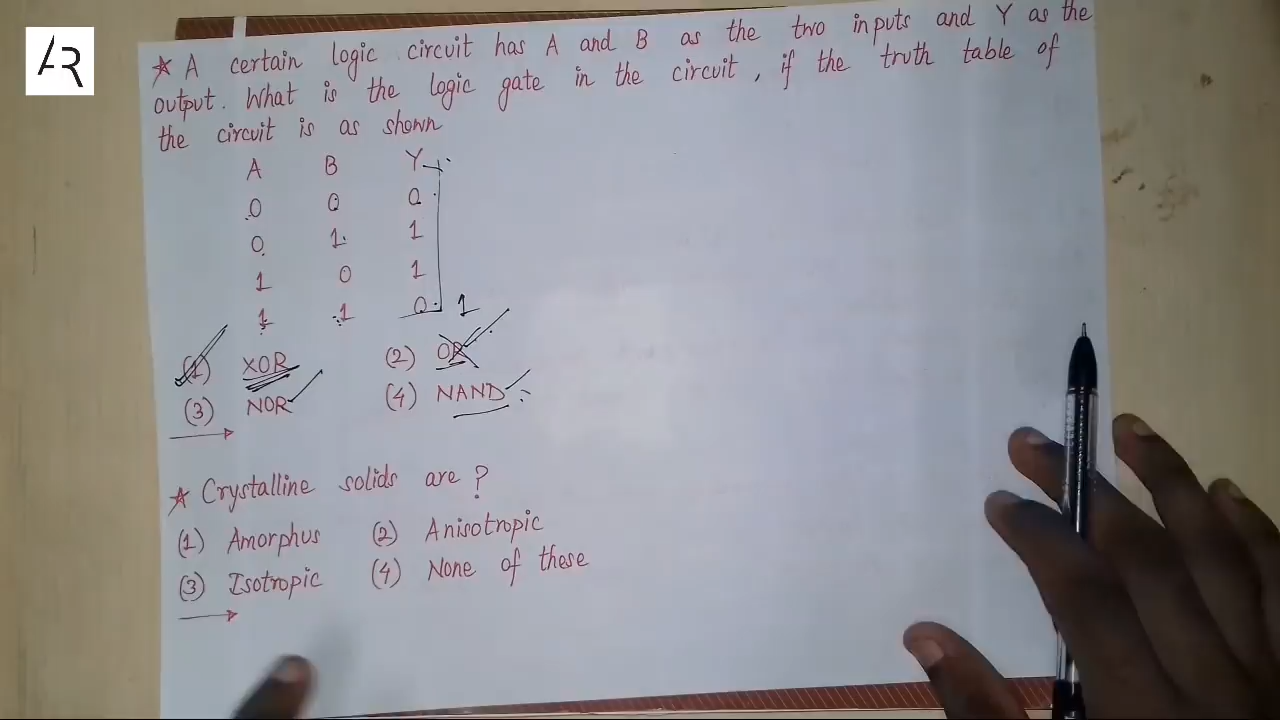 AR
★ A certain logic circuit has A and B as the two inputs and Y as the
output. What is the logic gate in the circuit, if the truth table of
the circuit is as shown
A B Y
0 0 0
0 1 1
1 0 1
1 1 0 1
(1) XOR (2) OR
(3) NOR (4) NAND
★ Crystalline solids are ?
(1) Amorphus (2) Anisotropic
(3) Isotropic (4) None of these